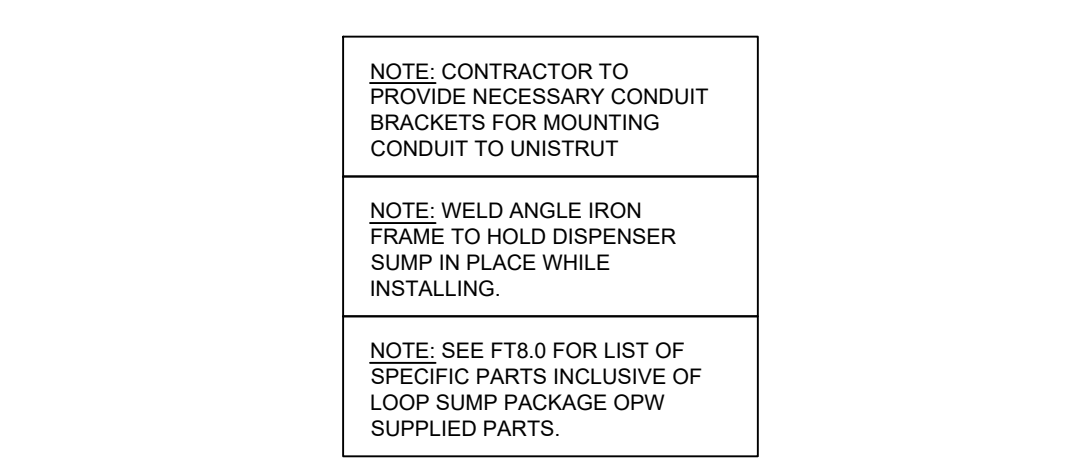 NOTE: CONTRACTOR TO
PROVIDE NECESSARY CONDUIT
BRACKETS FOR MOUNTING
CONDUIT TO UNISTRUT
NOTE: WELD ANGLE IRON
FRAME TO HOLD DISPENSER
SUMP IN PLACE WHILE
INSTALLING.
NOTE: SEE FT8.0 FOR LIST OF
SPECIFIC PARTS INCLUSIVE OF
LOOP SUMP PACKAGE OPW
SUPPLIED PARTS.